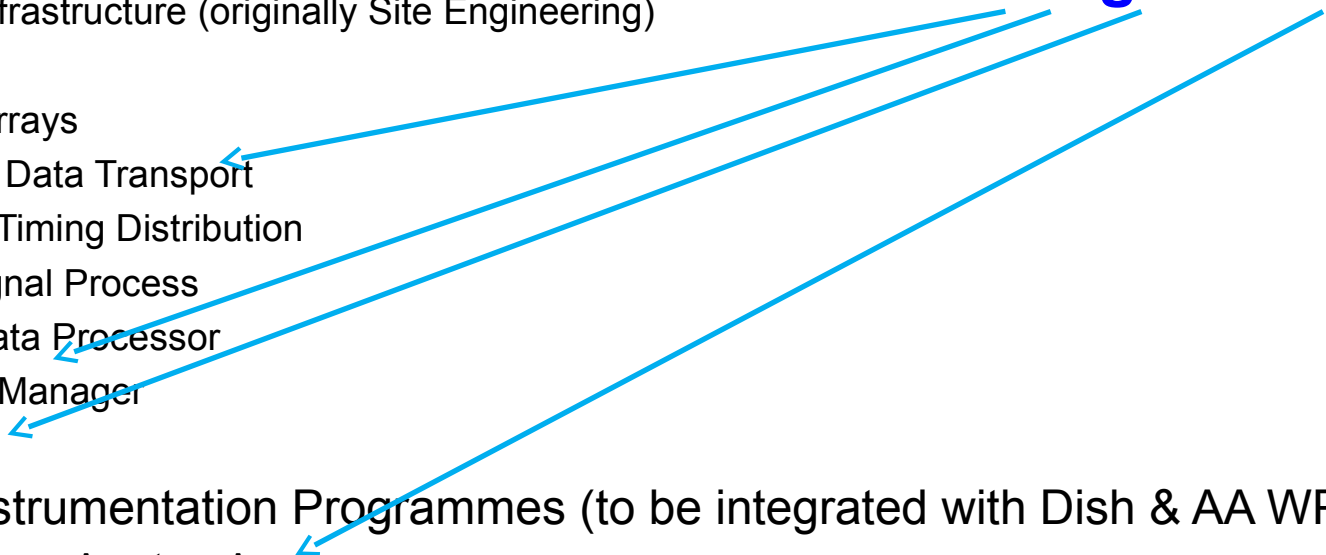 frastructure (originally Site Engineering)
g
rrays
Data Transport
Timing Distribution
nal Process
ata Processor
Manager
strumentation Programmes (to be integrated with Dish & AA WP